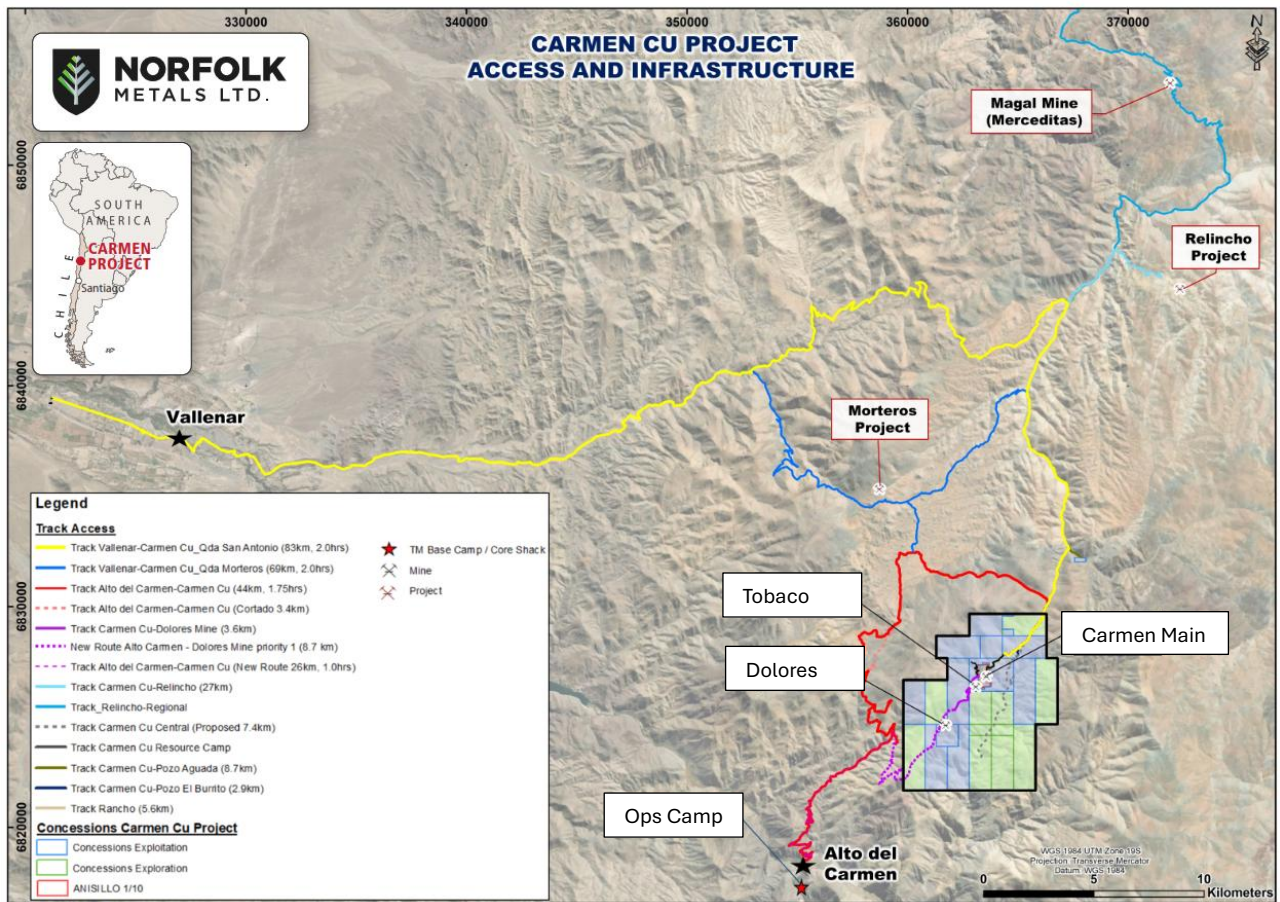 330000
340000
350000
360000
370000
N
NORFOLK
METALS LTD.
CARMEN CU PROJECT
ACCESS AND INFRASTRUCTURE
Magal Mine
(Merceditas)
6850000
SOUTH
AMERICA
CARMEN
PROJECT
CHILE
Santiago
Relincho
Project
6840000
Vallenar
Morteros
Project
Legend
Track Access
Track Vallenar-Carmen Cu_Qda San Antonio (83km, 2.0hrs)
Track Vallenar-Carmen Cu_Qda Morteros (69km, 2.0hrs)
Track Alto del Carmen-Carmen Cu (44km, 1.75hrs)
Track Alto del Carmen-Carmen Cu (Cortado 3.4km)
Track Carmen Cu-Dolores Mine (3.6km)
New Route Alto Carmen - Dolores Mine priority 1 (8.7 km)
Track Alto del Carmen-Carmen Cu (New Route 26km, 1.0hrs)
Track Carmen Cu-Relincho (27km)
Track_Relincho-Regional
Track Carmen Cu Central (Proposed 7.4km)
Track Carmen Cu Resource Camp
Track Carmen Cu-Pozo Aguada (8.7km)
Track Carmen Cu-Pozo El Burrito (2.9km)
Track Rancho (5.6km)
TM Base Camp / Core Shack
Mine
Project
Concessions Carmen Cu Project
Concessions Exploitation
Concessions Exploration
ANISILLO 1/10
6830000
Tobaco
Carmen Main
Dolores
6820000
Ops Camp
Alto del
Carmen
WGS 1984 UTM Zone 19S
Projection: Transverse Mercator
Datum: WGS 1984
0
5
10
Kilometers